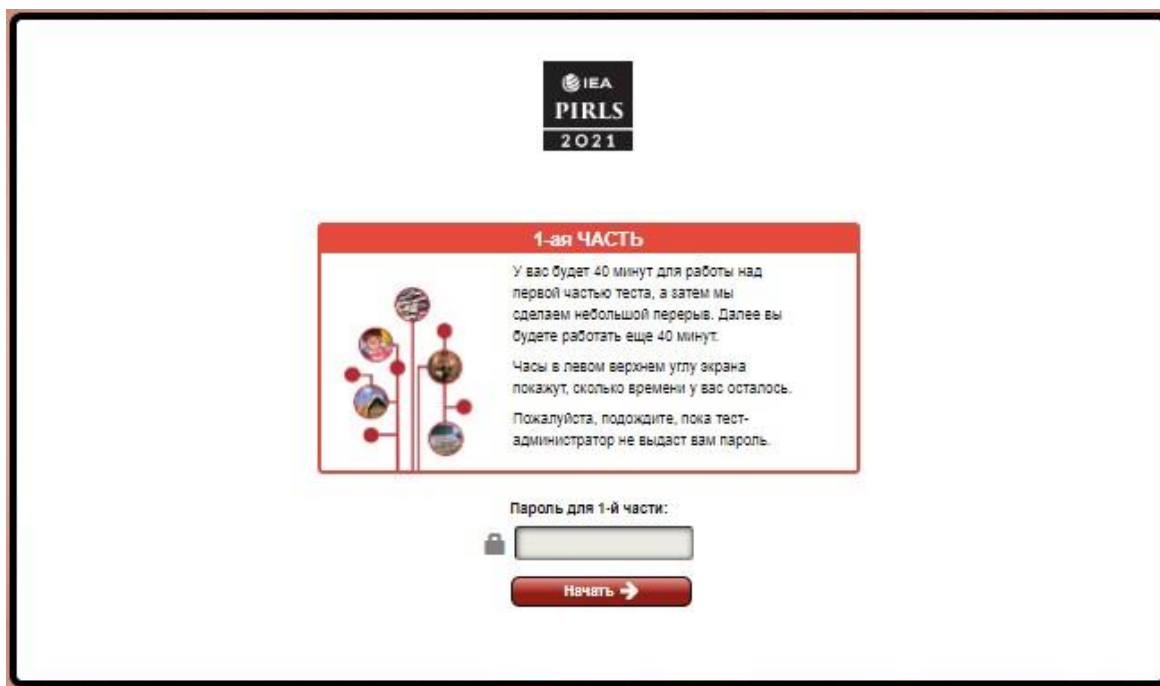 IEA
PIRLS
2021
1-ая ЧАСТЬ
У вас будет 40 минут для работы над
первой частью теста, а затем мы
сделаем небольшой перерыв. Далее вы
будете работать еще 40 минут.
Часы в левом верхнем углу экрана
покажут, сколько времени у вас осталось.
Пожалуйста, подождите, пока тест-
администратор не выдаст вам пароль.
Пароль для 1-й части:
Начать